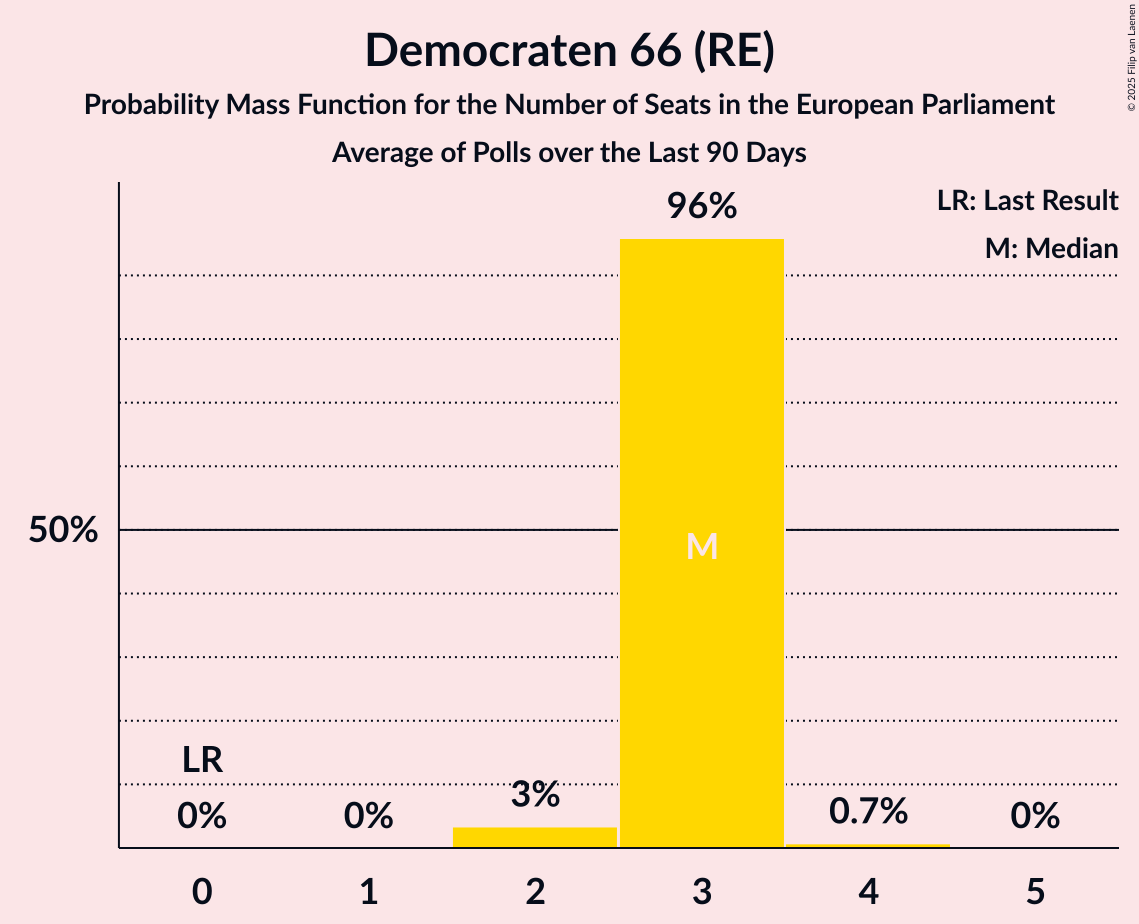 Democraten 66 (RE)
Probability Mass Function for the Number of Seats in the European Parliament
Average of Polls over the Last 90 Days
© 2025 Filip van Laenen
LR: Last Result
M: Median
96%
50%
M
LR
0%
0%
3%
0.7%
0%
0 1 2 3 4 5